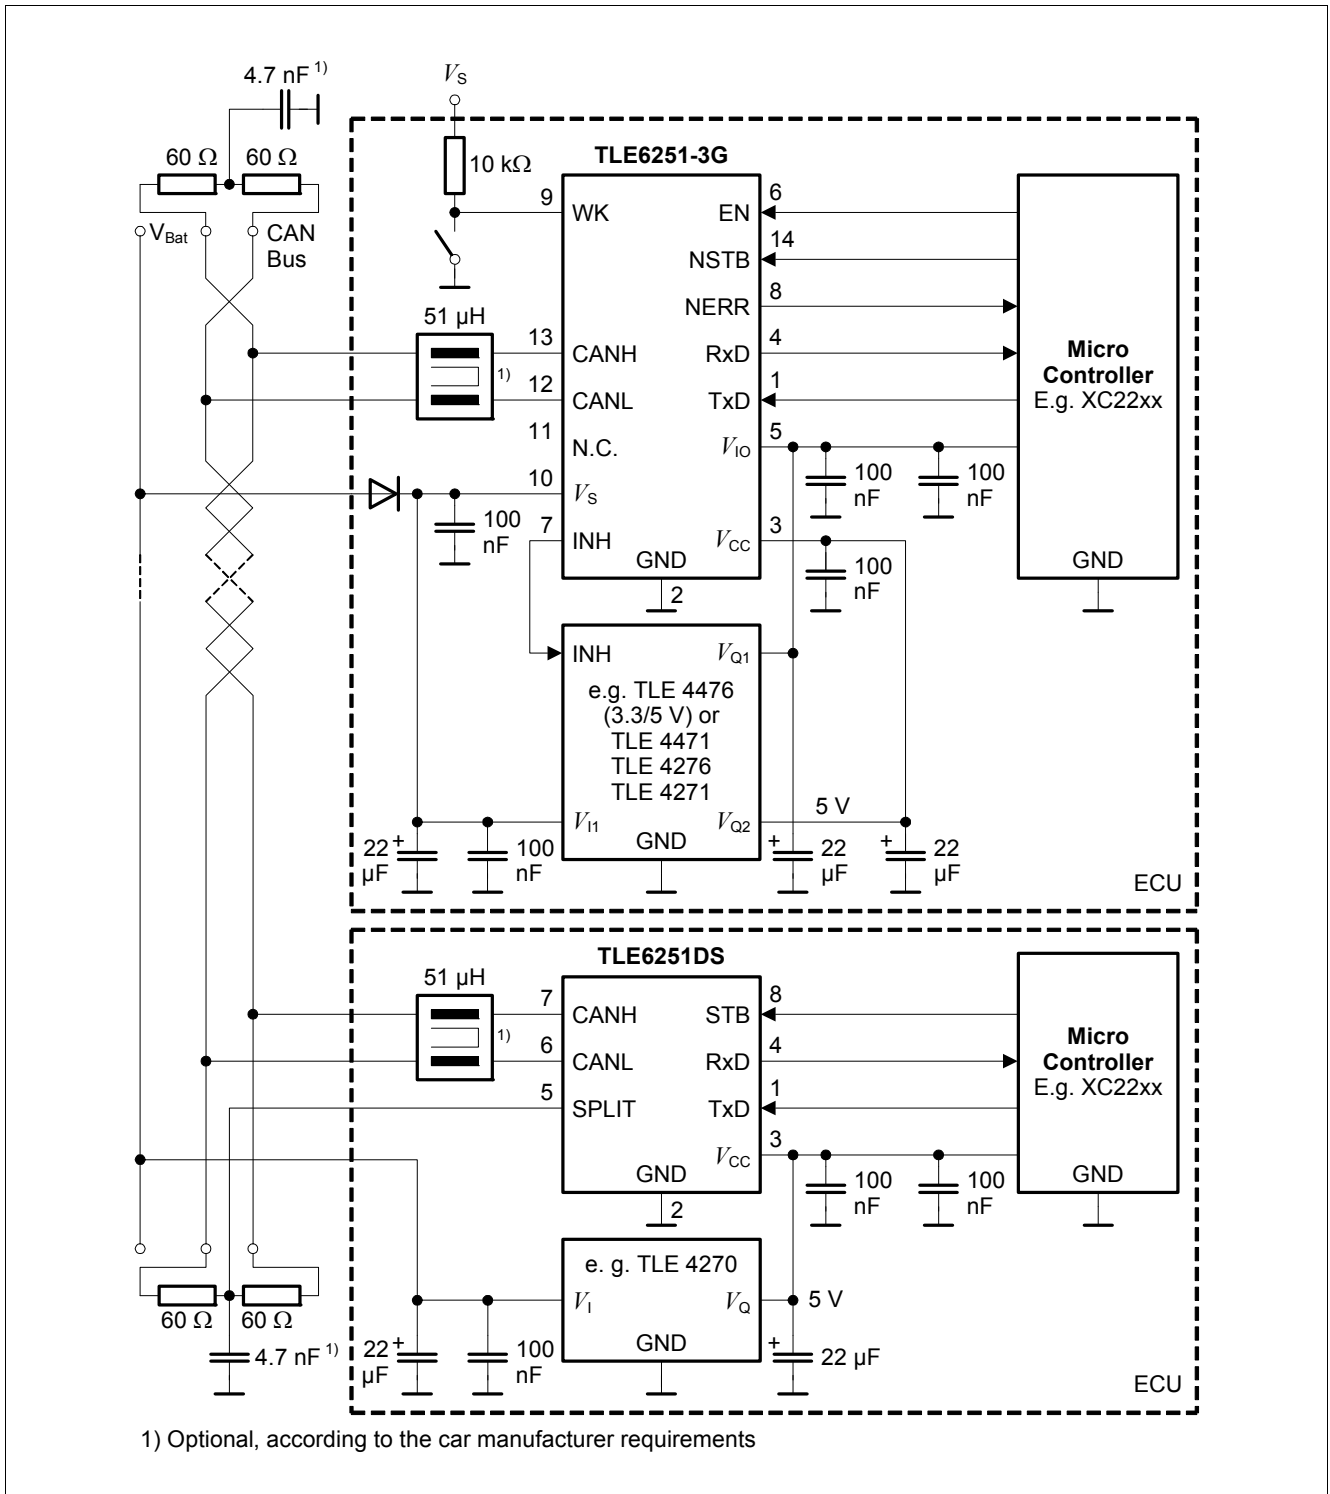 4.7 nF 1)
60 Ω 60 Ω
VBat
CAN
Bus
VS
10 kΩ
TLE6251-3G
9 WK
EN 6
NSTB 14
NERR 8
51 µH
1)
13 CANH
RxD 4
12 CANL
TxD 1
11 N.C.
VIO 5
10 VS
7 INH
VCC 3
GND
2
100
nF
100
nF
100
nF
100
nF
Micro
Controller
E.g. XC22xx
GND
INH
VQ1
e.g. TLE 4476
(3.3/5 V) or
TLE 4471
TLE 4276
TLE 4271
VI1
VQ2
5 V
GND
22
µF
+
100
nF
+
22
µF
+
22
µF
ECU
TLE6251DS
51 µH
1)
7 CANH
STB 8
6 CANL
RxD 4
5 SPLIT
TxD 1
VCC 3
GND
2
100
nF
100
nF
Micro
Controller
E.g. XC22xx
GND
e. g. TLE 4270
VI
VQ
5 V
GND
22
µF
+
100
nF
+
22 µF
ECU
60 Ω 60 Ω
4.7 nF 1)
1) Optional, according to the car manufacturer requirements